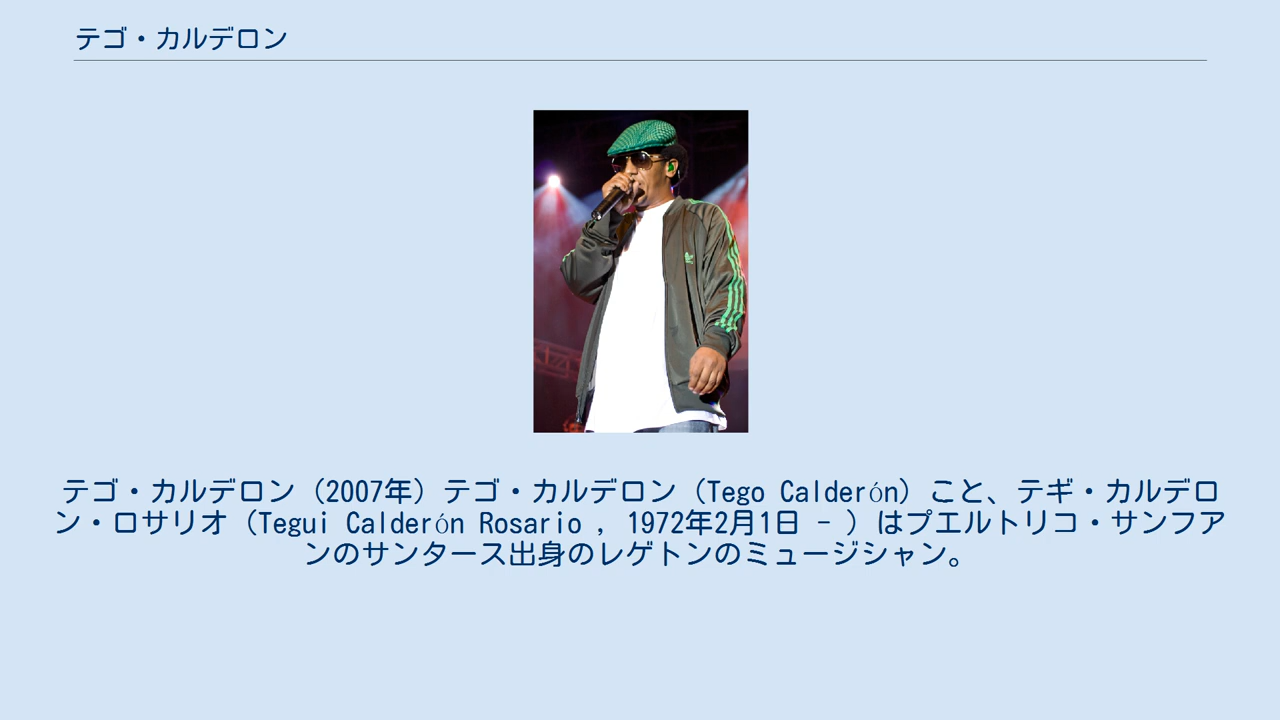 テゴ・カルデロン
テゴ・カルデロン（2007年）テゴ・カルデロン（Tego Calderón）こと、テギ・カルデロ
ン・ロサリオ（Tegui Calderón Rosario , 1972年2月1日 - ）はプエルトリコ・サンフア
ンのサンタース出身のレゲトンのミュージシャン。